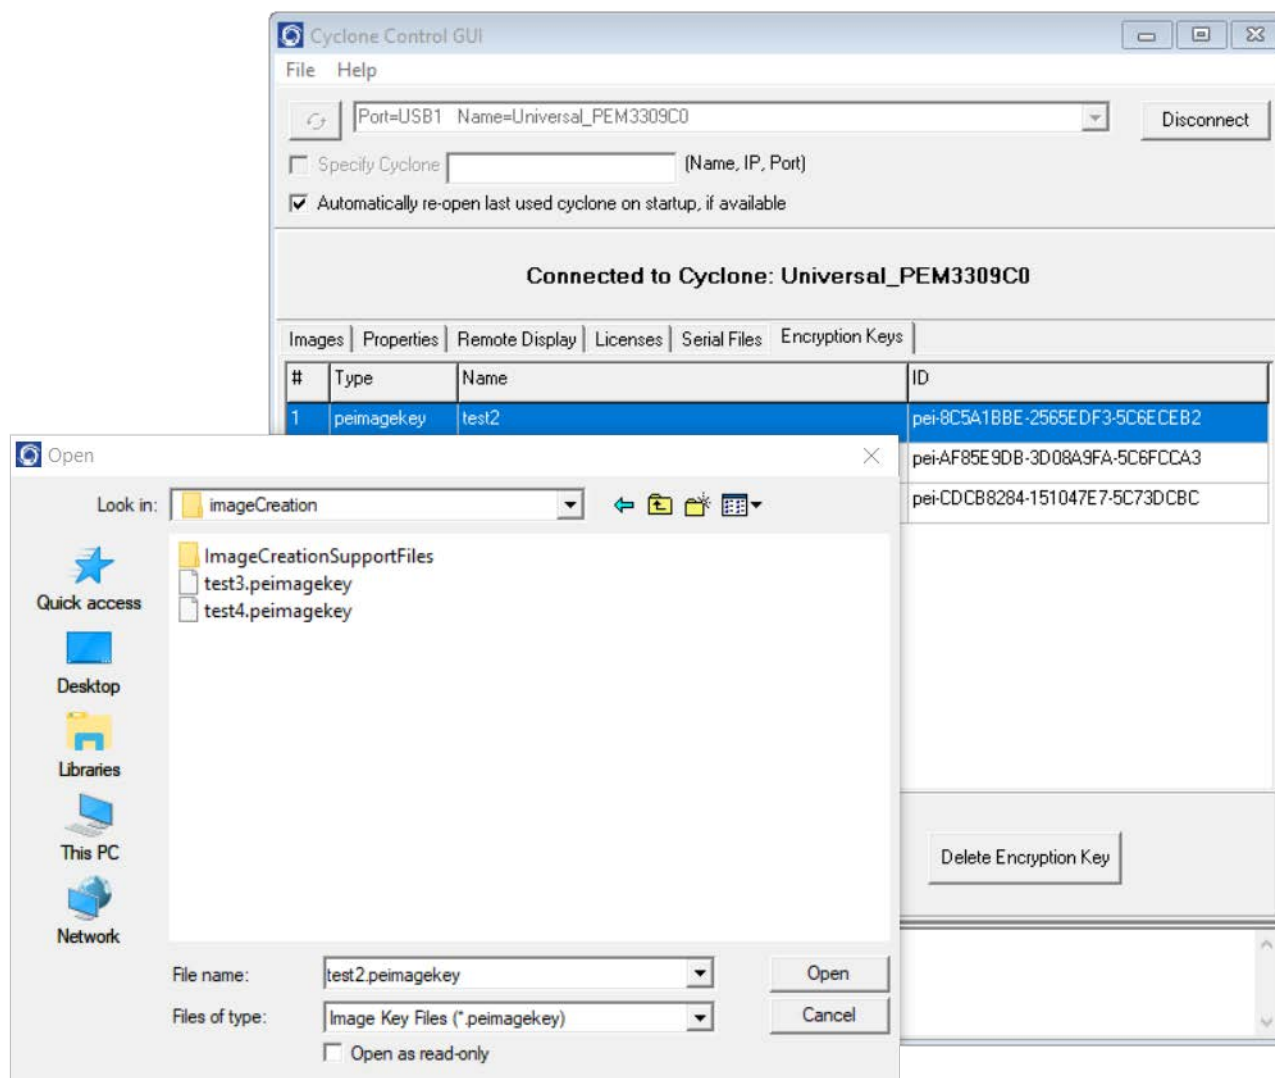 Cyclone Control GUI
File Help
Port=USB1 Name=Universal_PEM3309C0
Disconnect
Specify Cyclone (Name, IP, Port)
Automatically re-open last used cyclone on startup, if available
Connected to Cyclone: Universal_PEM3309C0
Images Properties Remote Display Licenses Serial Files Encryption Keys
# Type Name ID
1 peimagekey test2 pei-8C5A1BBE-2565EDF3-5C6ECEB2
pei-AF85E9DB-3D08A9FA-5C6FCCA3
pei-CDCB8284-151047E7-5C73DCBC
Delete Encryption Key
Open
Look in: imageCreation
ImageCreationSupportFiles
test3.peimagekey
test4.peimagekey
Quick access
Desktop
Libraries
This PC
Network
File name: test2.peimagekey Open
Files of type: Image Key Files (*.peimagekey) Cancel
Open as read-only